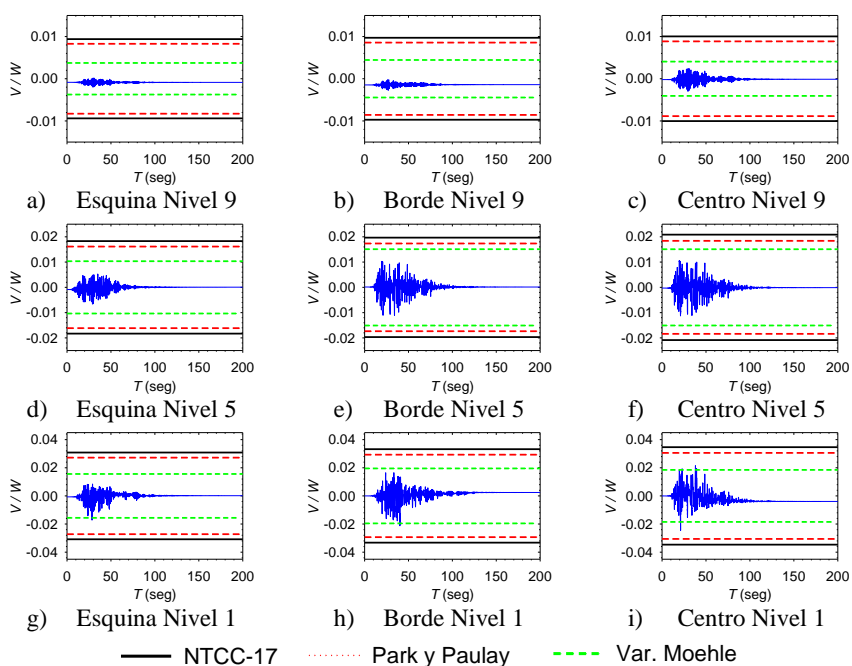 0.01
0.00
-0.01
V / W
0 50 100 150 200
T (seg)
a) Esquina Nivel 9
0.01
0.00
-0.01
V / W
0 50 100 150 200
T (seg)
b) Borde Nivel 9
0.01
0.00
-0.01
V / W
0 50 100 150 200
T (seg)
c) Centro Nivel 9
0.02
0.01
0.00
-0.01
-0.02
V / W
0 50 100 150 200
T (seg)
d) Esquina Nivel 5
0.02
0.01
0.00
-0.01
-0.02
V / W
0 50 100 150 200
T (seg)
e) Borde Nivel 5
0.02
0.01
0.00
-0.01
-0.02
V / W
0 50 100 150 200
T (seg)
f) Centro Nivel 5
0.04
0.02
0.00
-0.02
-0.04
V / W
0 50 100 150 200
T (seg)
g) Esquina Nivel 1
0.04
0.02
0.00
-0.02
-0.04
V / W
0 50 100 150 200
T (seg)
h) Borde Nivel 1
0.04
0.02
0.00
-0.02
-0.04
V / W
0 50 100 150 200
T (seg)
i) Centro Nivel 1
NTCC-17 Park y Paulay Var. Moehle